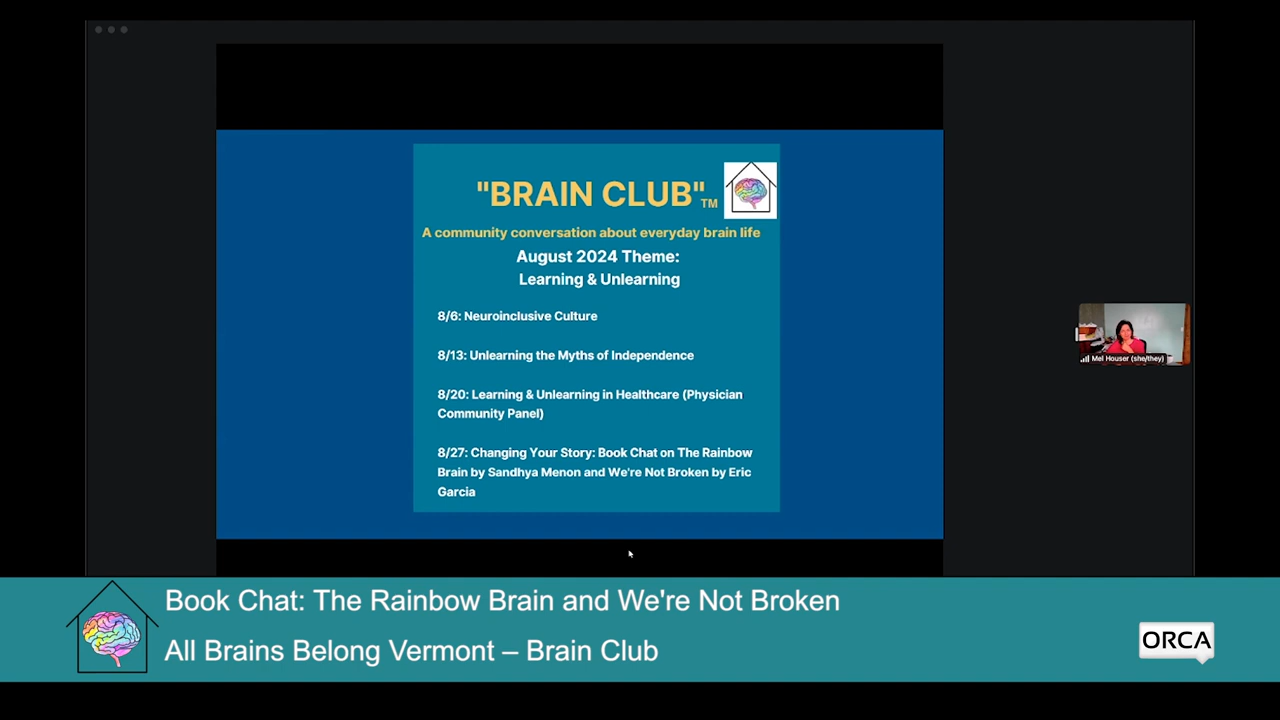 "BRAIN CLUB"TM
A community conversation about everyday brain life
August 2024 Theme:
Learning & Unlearning
8/6: Neuroinclusive Culture
8/13: Unlearning the Myths of Independence
8/20: Learning & Unlearning in Healthcare (Physician
Community Panel)
8/27: Changing Your Story: Book Chat on The Rainbow
Brain by Sandhya Menon and We're Not Broken by Eric
Garcia
Mel Houser (she/they)
Book Chat: The Rainbow Brain and We're Not Broken
All Brains Belong Vermont – Brain Club
ORCA